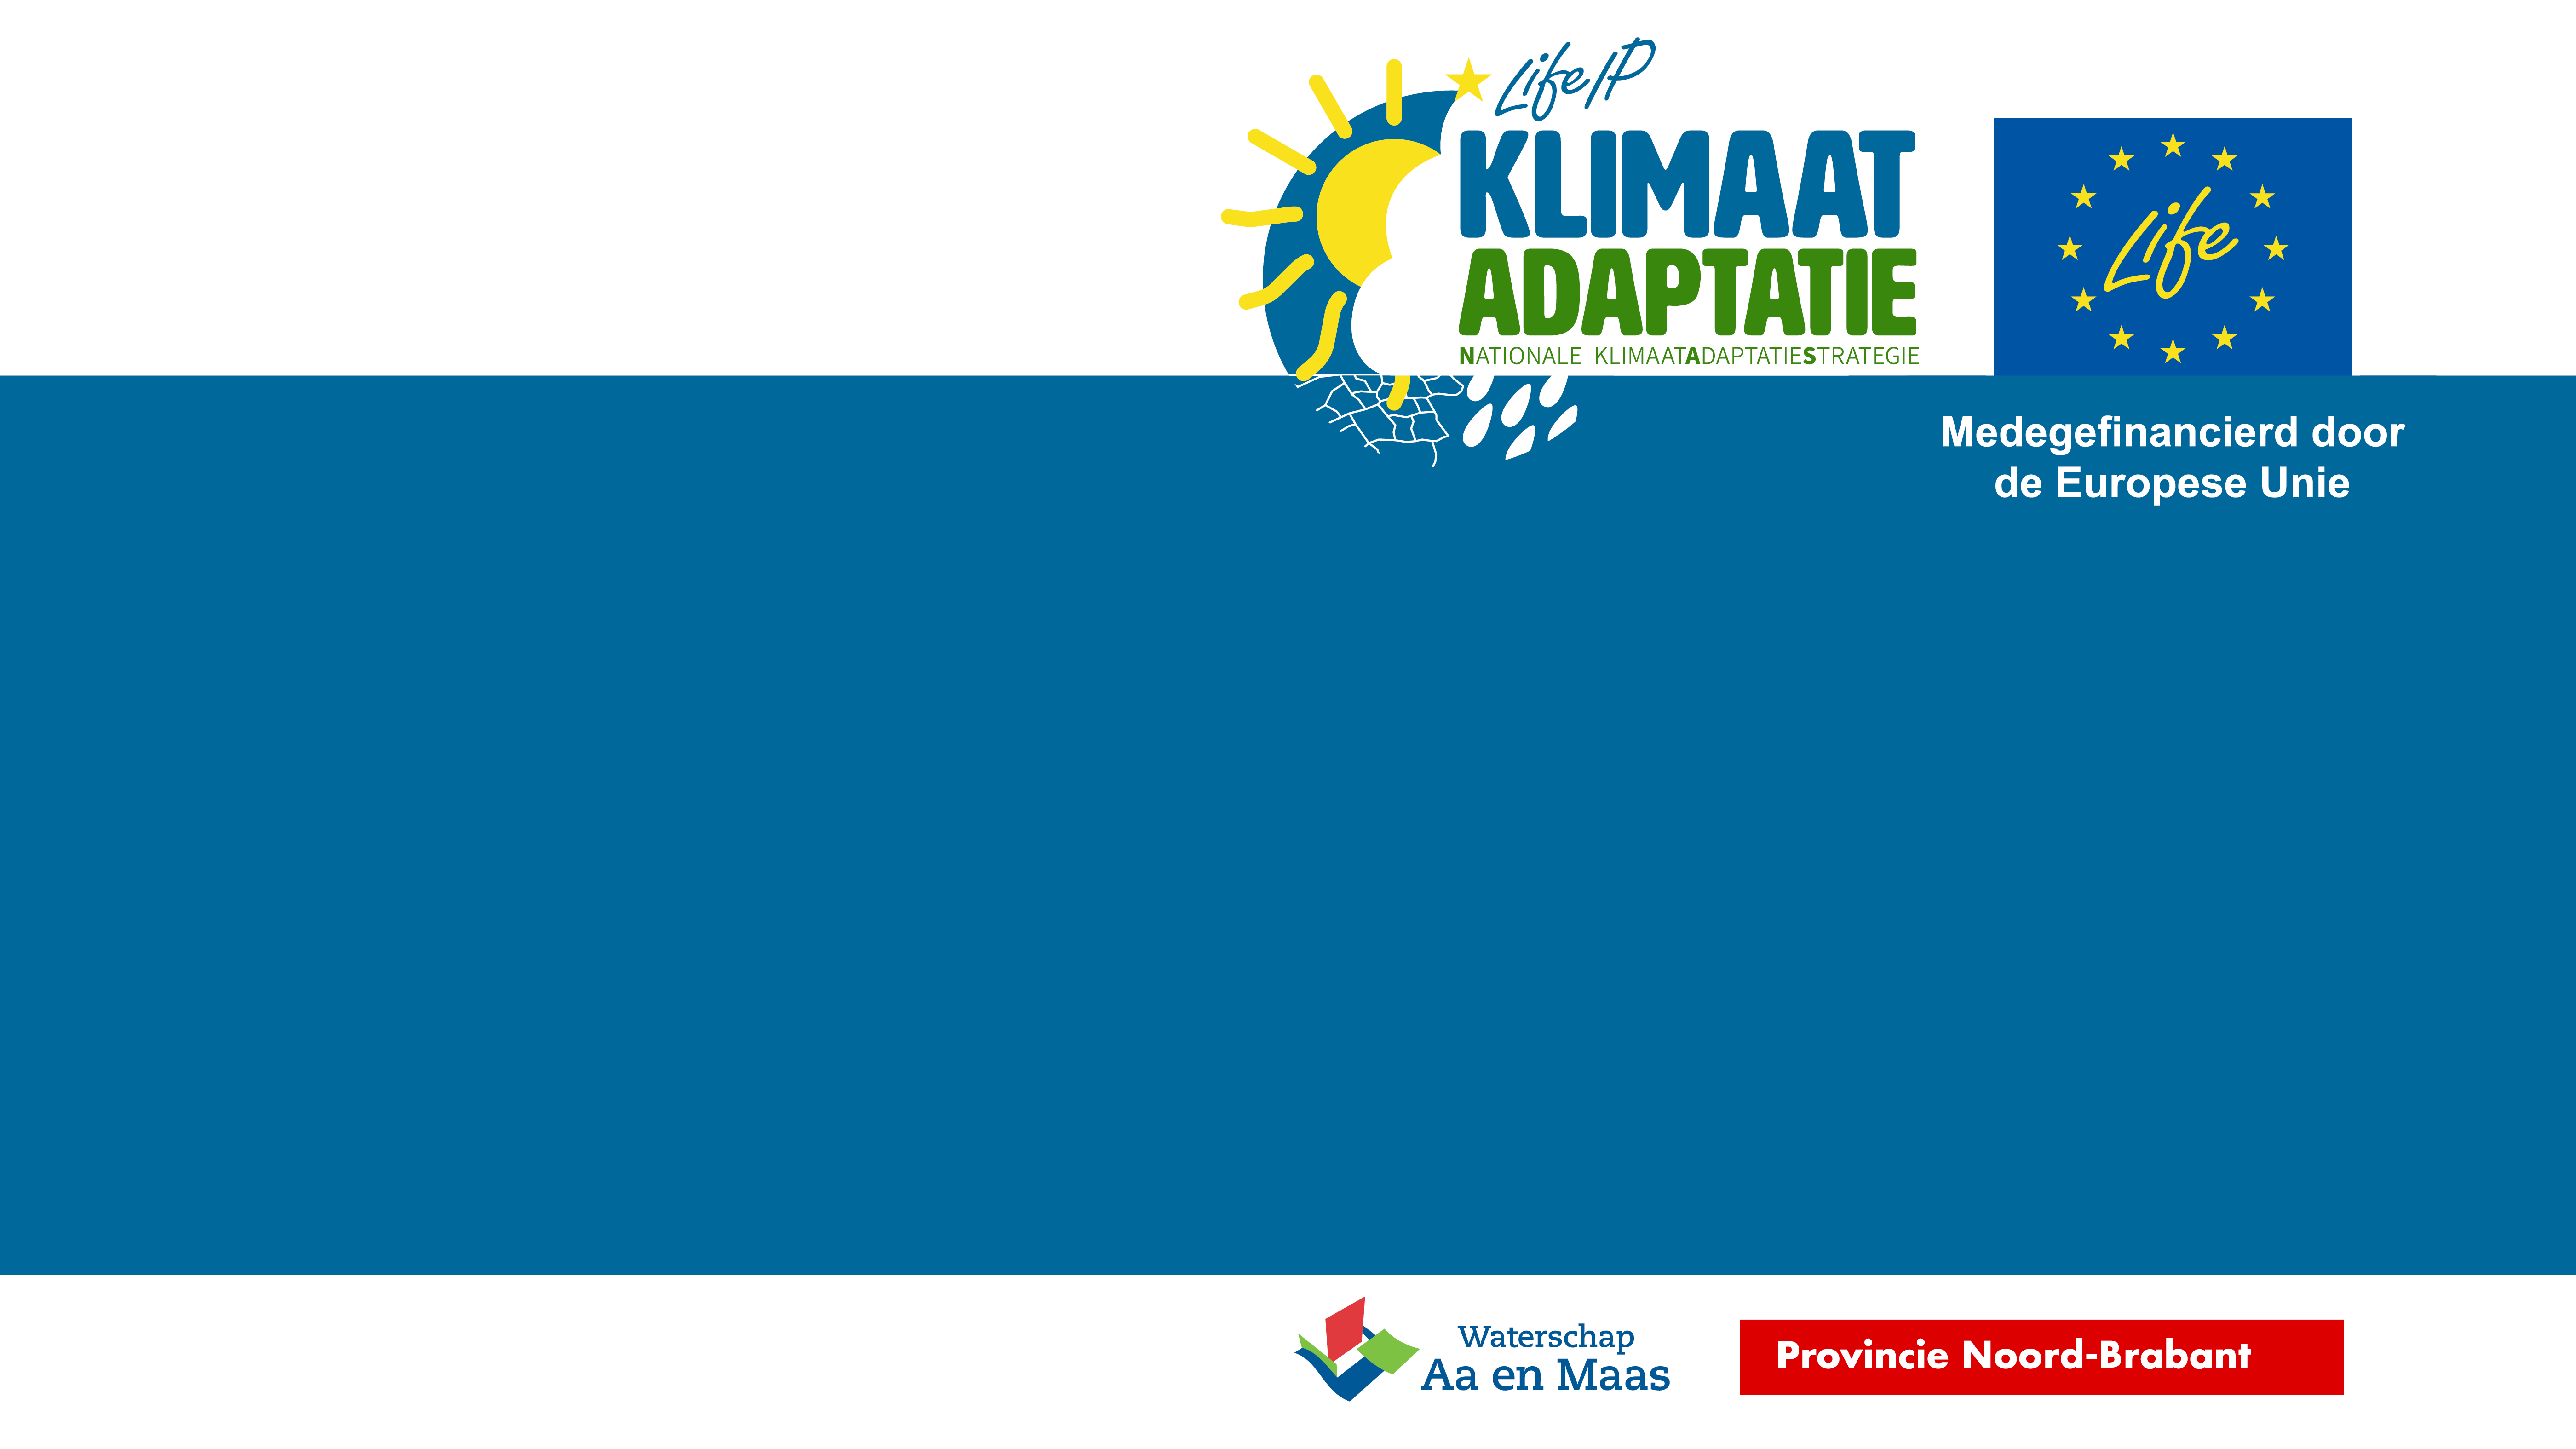 Life IP
KLIMAAT
ADAPTATIE
NATIONALE KLIMAATADAPTATIESTRATEGIE
Life
Medegefinancierd door
de Europese Unie
Waterschap
Aa en Maas
Provincie Noord-Brabant